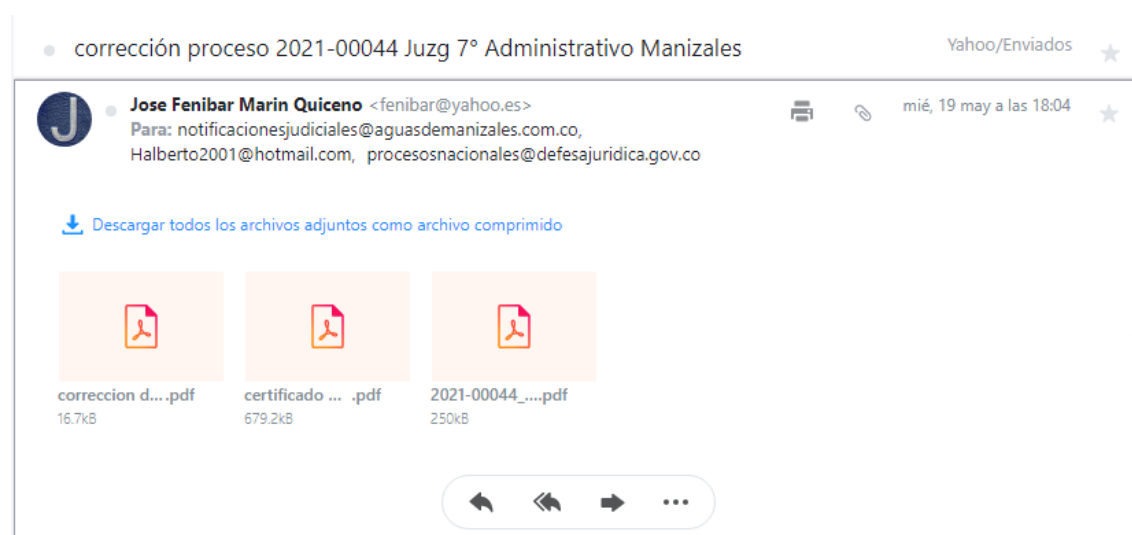 corrección proceso 2021-00044 Juzg 7° Administrativo Manizales
Yahoo/Enviados
J
Jose Fenibar Marin Quiceno <fenibar@yahoo.es>
mié, 19 may a las 18:04
Para: notificacionesjudiciales@aguasdemanizales.com.co,
Halberto2001@hotmail.com, procesosnacionales@defesajuridica.gov.co
Descargar todos los archivos adjuntos como archivo comprimido
correccion d... .pdf
certificado ... .pdf
2021-00044_....pdf
16.7kB
679.2kB
250kB